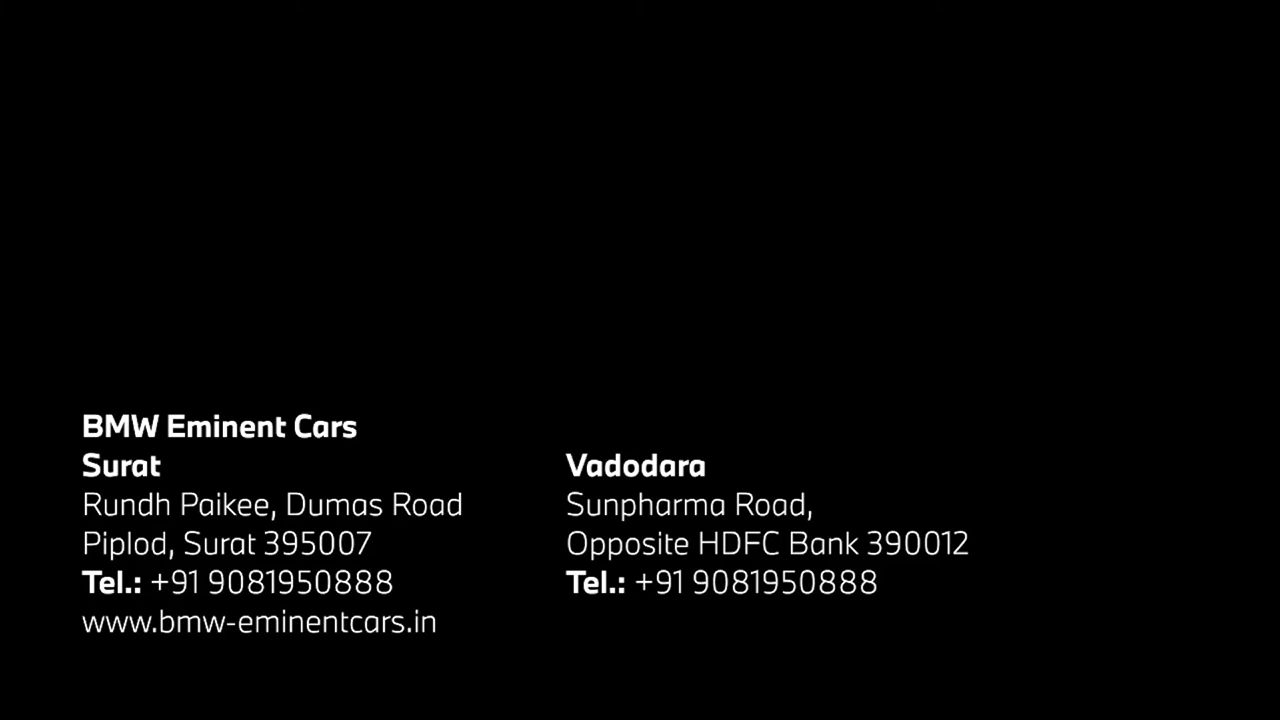 BMW Eminent Cars
Surat
Rundh Paikee, Dumas Road
Piplod, Surat 395007
Tel.: +91 9081950888
www.bmw-eminentcars.in
Vadodara
Sunpharma Road,
Opposite HDFC Bank 390012
Tel.: +91 9081950888